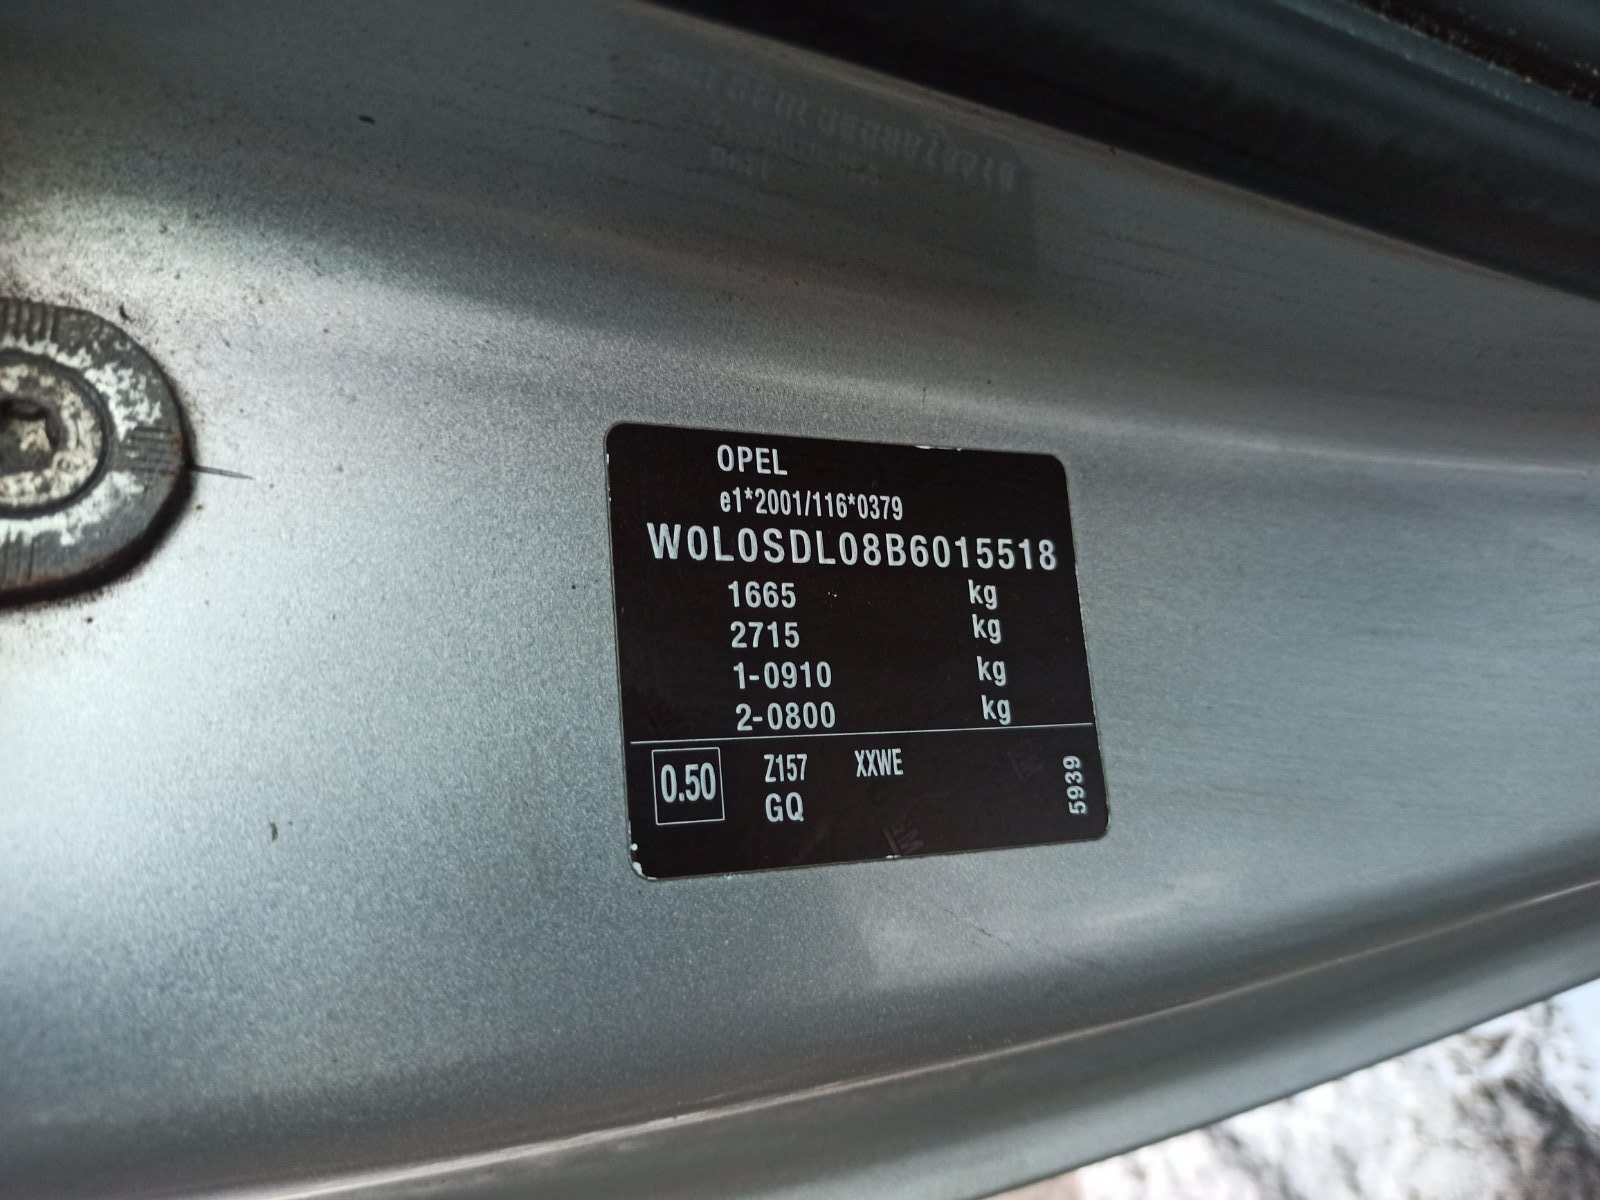 OPEL
e1*2001/116*0379
W0L0SDL08B6015518
1665 kg
2715 kg
1-0910 kg
2-0800 kg
0.50 Z157 XXWE
GQ
5939